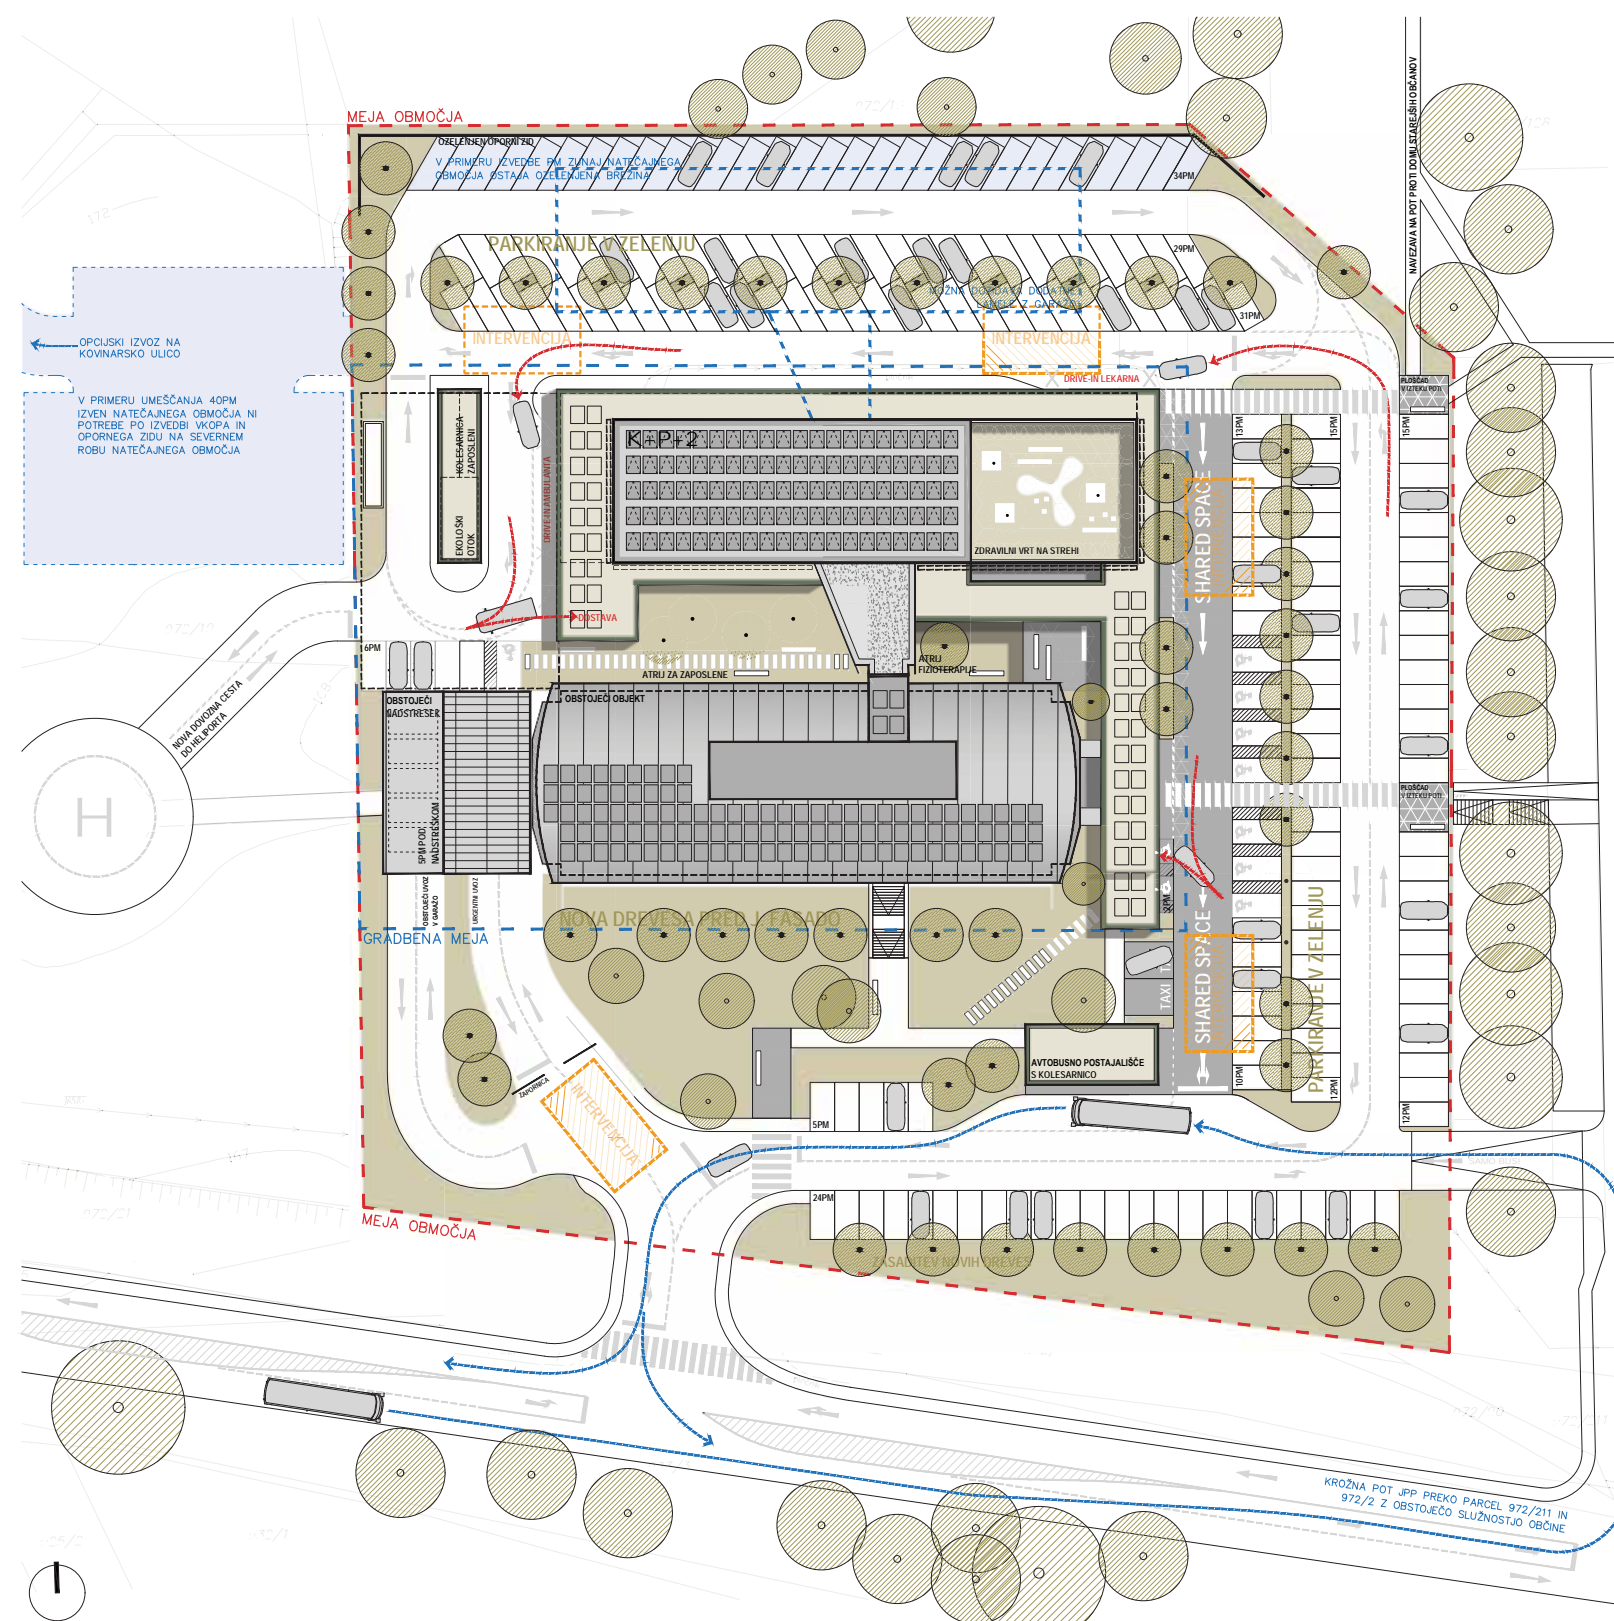 MEJA OBMOČJA
OZELENJEN OPORNI ZID
V PRIMERU IZVEDBE PM ZUNAJ NATEČAJNEGA
OBMOČJA OSTAJA OZELENJENA BREŽINA
34PM
NAVEZAVA NA POT PROTI DOMU STAREJŠIH OBČANOV
PARKIRANJE V ZELENJU
29PM
MOŽNA DOGRADITEV DODATNE
LAMELE Z GARAŽO
31PM
INTERVENCIJA
INTERVENCIJA
OPCIJSKI IZVOZ NA
KOVINARSKO ULICO
DRIVE-IN LEKARNA
PLOŠČAD
V IZTEKU POTI
V PRIMERU UMEŠČANJA 40PM
IZVEN NATEČAJNEGA OBMOČJA NI
POTREBE PO IZVEDBI VKOPA IN
OPORNEGA ZIDU NA SEVERNEM
ROBU NATEČAJNEGA OBMOČJA
KOLESARNICA
ZAPOSLENI
EKOLOŠKI
OTOK
DRIVE-IN AMBULANTA
K+P+2
ZDRAVILNI VRT NA STREHI
13PM
15PM
15PM
SHARED SPACE
DOSTAVA
6PM
ATRIJ ZA ZAPOSLENE
ATRIJ
FIZIOTERAPIJE
NOVA DOVOZNA CESTA
DO HELIPORTA
H
OBSTOJEČI
NADSTREŠEK
OBSTOJEČI OBJEKT
5PM POD
NADSTREŠKOM
PLOŠČAD
V IZTEKU POTI
OBSTOJEČI UVOZ
V GARAŽO
URGENTNI UVOZ
2PM
NOVA DREVESA PRED J. FASADO
GRADBENA MEJA
SHARED SPACE
PARKIRANJE V ZELENJU
TAXI
ZAPORNICA
INTERVENCIJA
AVTOBUSNO POSTAJALIŠČE
S KOLESARNICO
10PM
12PM
12PM
5PM
24PM
MEJA OBMOČJA
ZASADITEV NOVIH DREVES
KROŽNA POT JPP PREKO PARCEL 972/211 IN
972/2 Z OBSTOJEČO SLUŽNOSTJO OBČINE